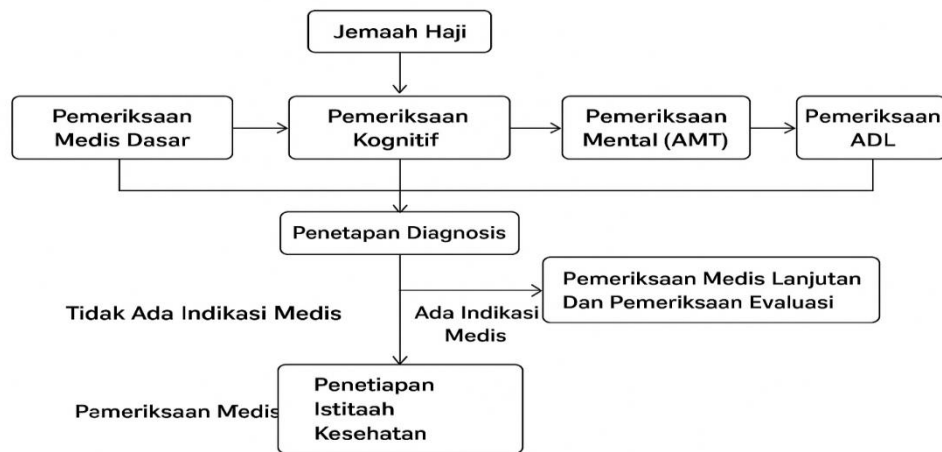 Jemaah Haji
Pemeriksaan
Medis Dasar
Pemeriksaan
Kognitif
Pemeriksaan
Mental (AMT)
Pemeriksaan
ADL
Penetapan Diagnosis
Pemeriksaan Medis Lanjutan
Dan Pemeriksaan Evaluasi
Tidak Ada Indikasi Medis
Ada Indikasi
Medis
Pemeriksaan Medis
Penetiapan
Istitaah
Kesehatan